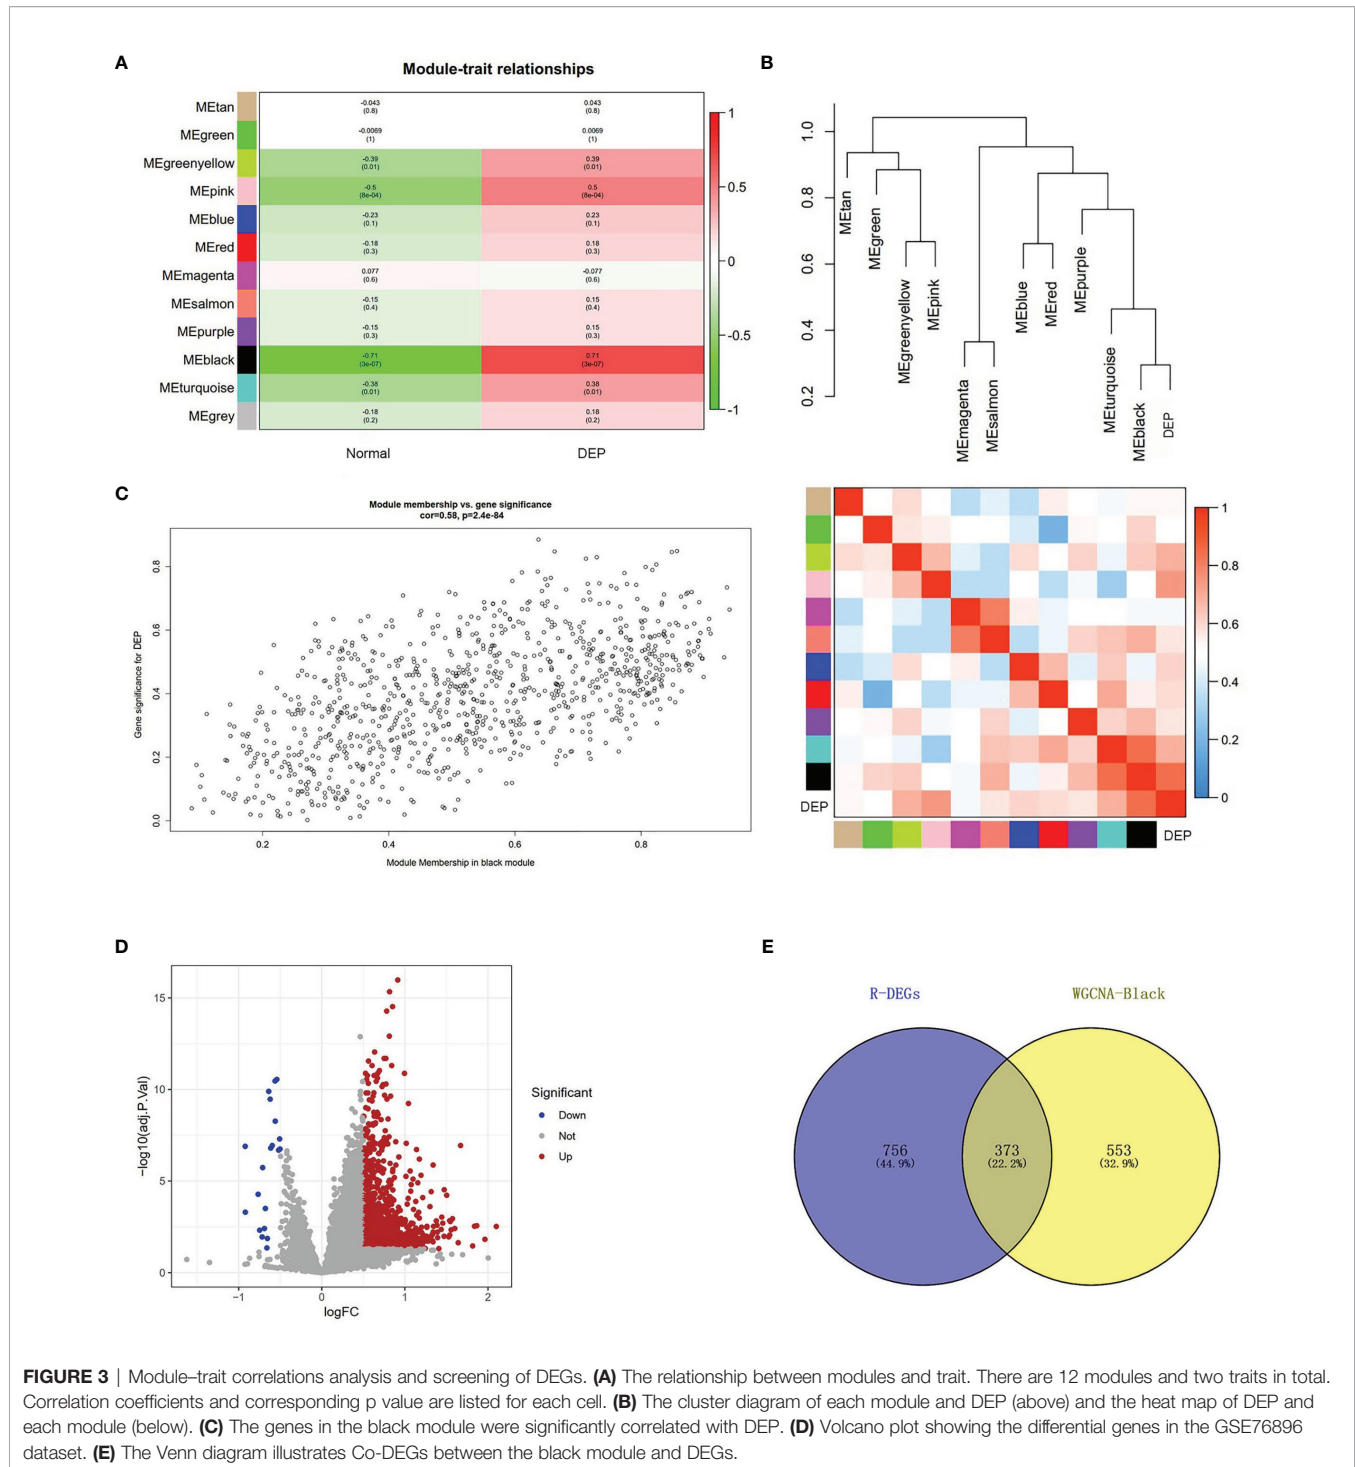 A
Module-trait relationships
MEtan -0.043 (0.8) 0.043 (0.8)
MEgreen -0.0069 (1) 0.0069 (1)
MEgreenyellow -0.39 (0.01) 0.39 (0.01)
MEpink -0.5 (8e-04) 0.5 (8e-04)
MEblue -0.23 (0.1) 0.23 (0.1)
MEred -0.18 (0.3) 0.18 (0.3)
MEmagenta 0.077 (0.6) -0.077 (0.6)
MEsalmon -0.15 (0.4) 0.15 (0.4)
MEpurple -0.15 (0.3) 0.15 (0.3)
MEblack -0.71 (3e-07) 0.71 (3e-07)
MEturquoise -0.38 (0.01) 0.38 (0.01)
MEgrey -0.18 (0.2) 0.18 (0.2)
Normal DEP
1
0.5
0
-0.5
-1
B
1.0
0.8
0.6
0.4
0.2
MEtan
MEgreen
MEgreenyellow
MEpink
MEmagenta
MEsalmon
MEblue
MEred
MEpurple
MEturquoise
MEblack
DEP
1
0.8
0.6
0.4
0.2
0
DEP
DEP
C
Module membership vs. gene significance
cor=0.58, p=2.4e-84
Gene significance for DEP
0.8
0.6
0.4
0.2
0.0
0.2 0.4 0.6 0.8
Module Membership in black module
D
−log10(adj.P.Val)
15
10
5
0
−1 0 1 2
logFC
Significant
Down
Not
Up
E
R-DEGs WGCNA-Black
756 373 553
(44.9%) (22.2%) (32.9%)
FIGURE 3 | Module–trait correlations analysis and screening of DEGs. (A) The relationship between modules and trait. There are 12 modules and two traits in total.
Correlation coefficients and corresponding p value are listed for each cell. (B) The cluster diagram of each module and DEP (above) and the heat map of DEP and
each module (below). (C) The genes in the black module were significantly correlated with DEP. (D) Volcano plot showing the differential genes in the GSE76896
dataset. (E) The Venn diagram illustrates Co-DEGs between the black module and DEGs.